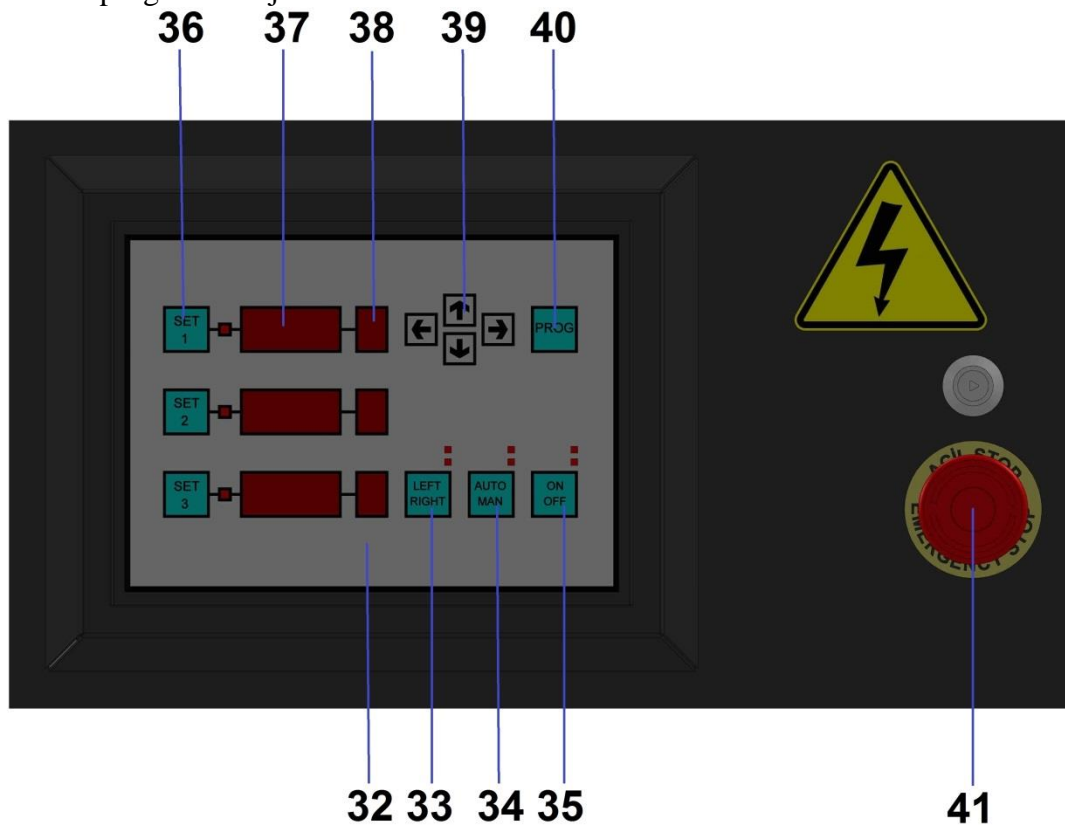 36 37 38 39 40
SET
1
PROG
SET
2
SET
3
LEFT
RIGHT
AUTO
MAN
ON
OFF
ACİL STOP
EMERGENCY STOP
32 33 34 35 41